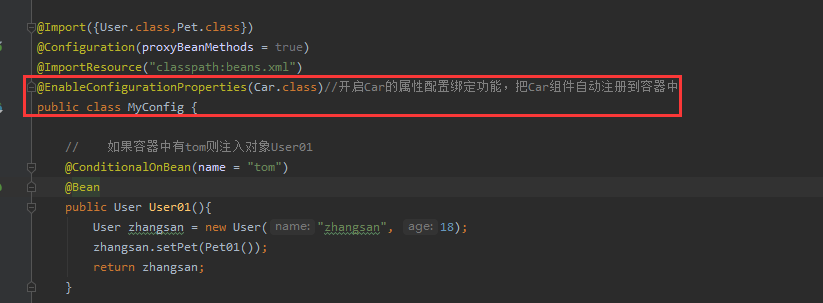 @Import({User.class,Pet.class})
@Configuration(proxyBeanMethods = true)
@ImportResource("classpath:beans.xml")
@EnableConfigurationProperties(Car.class)//开启Car的属性配置绑定功能，把Car组件自动注册到容器中
public class MyConfig {
//    如果容器中有tom则注入对象User01
@ConditionalOnBean(name = "tom")
@Bean
public User User01(){
User zhangsan = new User( name: "zhangsan", age: 18);
zhangsan.setPet(Pet01());
return zhangsan;
}